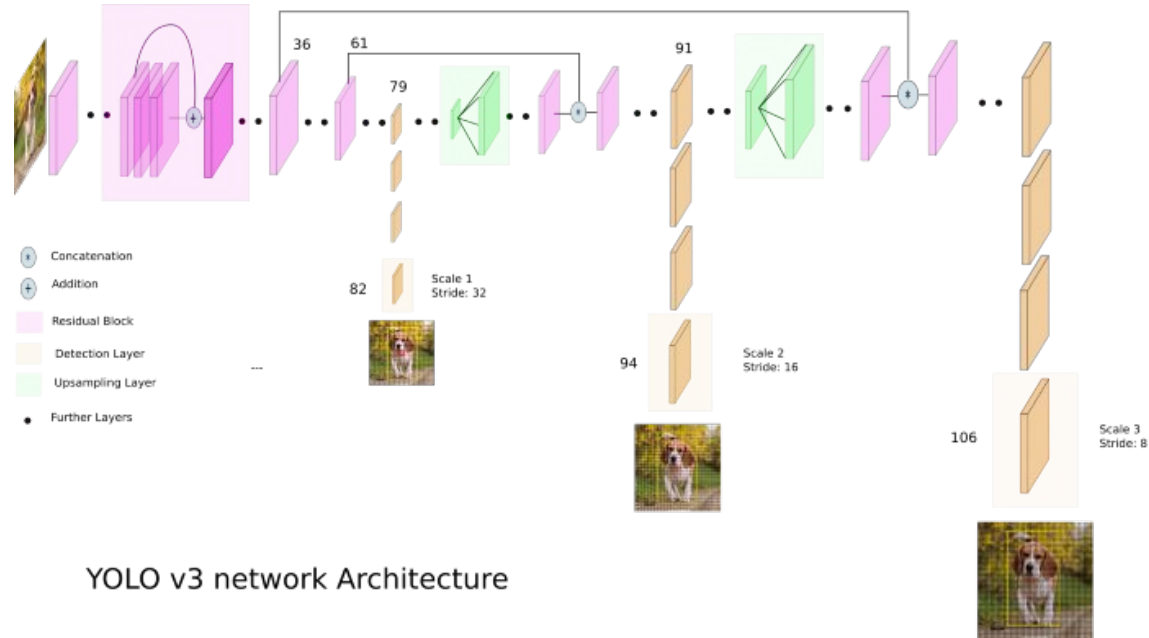 36
61
91
79
*
*
+
* Concatenation
+ Addition
Residual Block
Detection Layer
Upsampling Layer
Further Layers
---
82
Scale 1
Stride: 32
94
Scale 2
Stride: 16
106
Scale 3
Stride: 8
YOLO v3 network Architecture